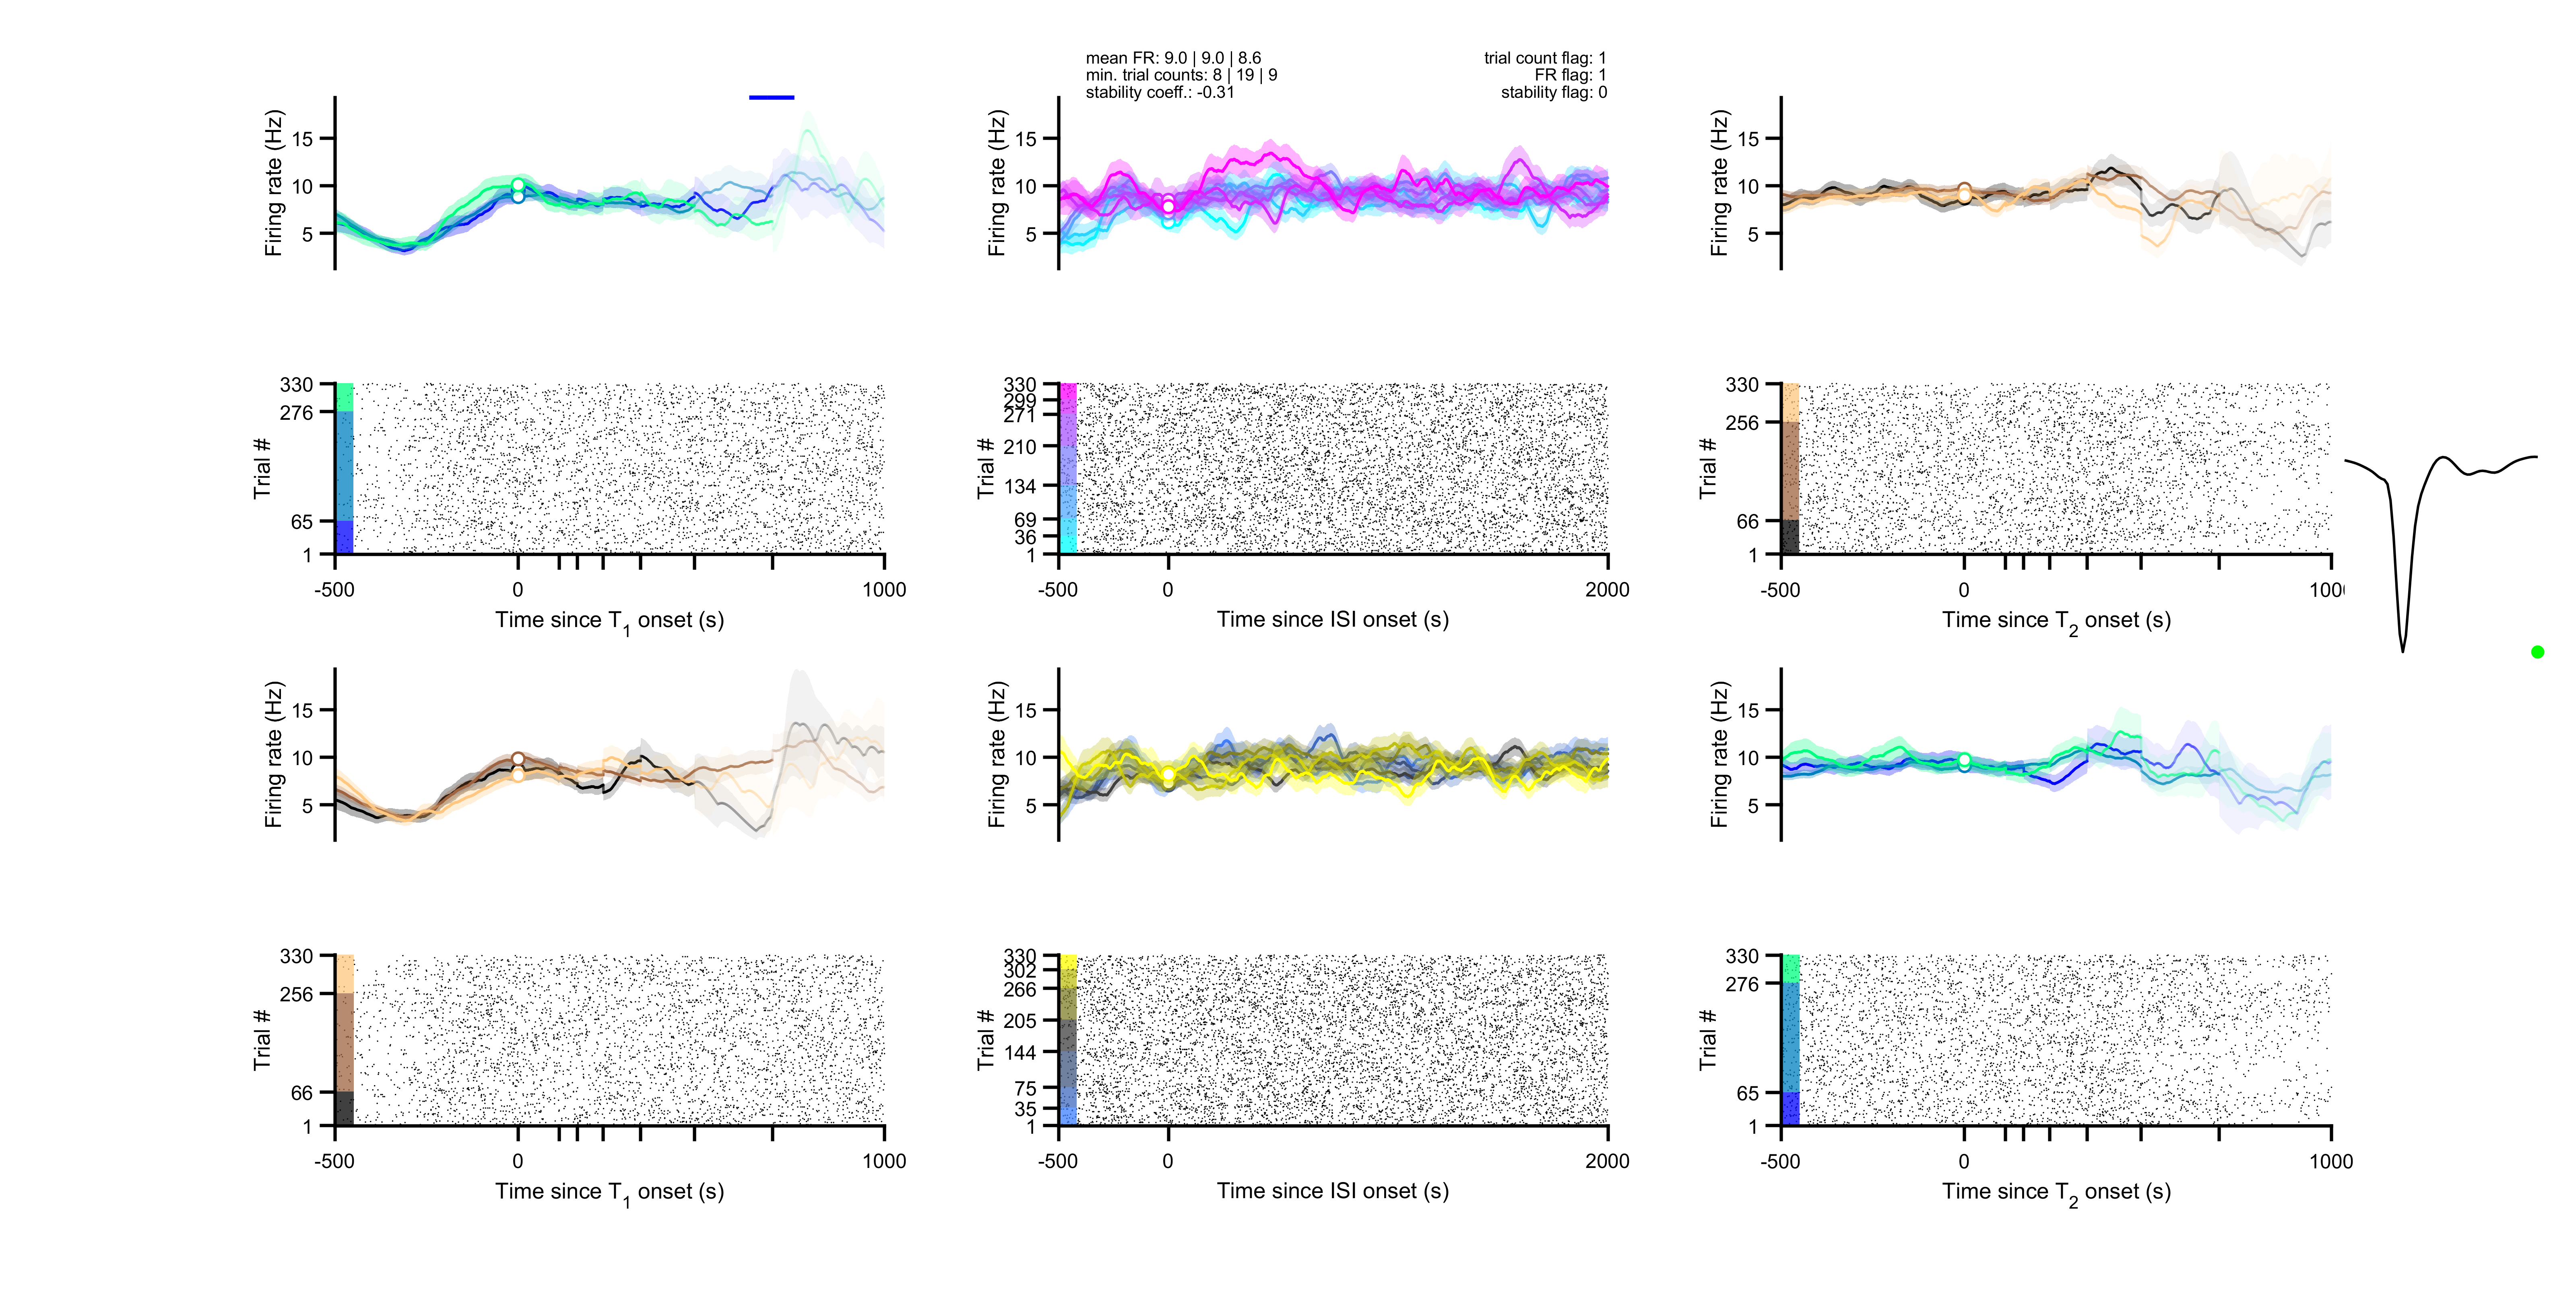 mean FR: 9.0 | 9.0 | 8.6
min. trial counts: 8 | 19 | 9
stability coeff.: -0.31
trial count flag: 1
FR flag: 1
stability flag: 0
Firing rate (Hz)
15
10
5
Firing rate (Hz)
15
10
5
Firing rate (Hz)
15
10
5
Trial #
330
276
65
1
-500
0
1000
Time since T1 onset (s)
Trial #
330
299
271
210
134
69
36
1
-500
0
2000
Time since ISI onset (s)
Trial #
330
256
66
1
-500
0
100
Time since T2 onset (s)
Firing rate (Hz)
15
10
5
Firing rate (Hz)
15
10
5
Firing rate (Hz)
15
10
5
Trial #
330
256
66
1
-500
0
1000
Time since T1 onset (s)
Trial #
330
302
266
205
144
75
35
1
-500
0
2000
Time since ISI onset (s)
Trial #
330
276
65
1
-500
0
1000
Time since T2 onset (s)